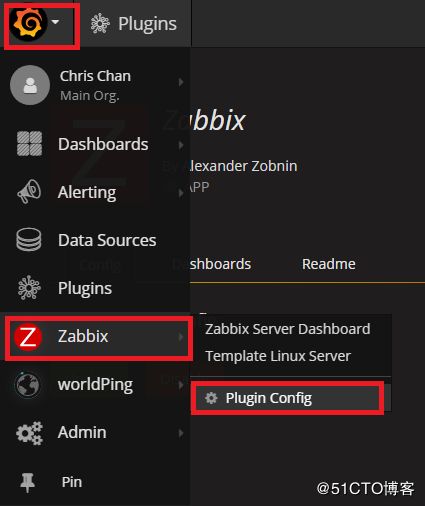 Plugins
Chris Chan
Main Org.
Zabbix
By Alexander Zobnin
APP
Dashboards
Alerting
Data Sources
Config
Dashboards
Readme
Plugins
Zabbix
Zabbix Server Dashboard
Template Linux Server
worldPing
Plugin Config
Admin
Pin
@51CTO博客